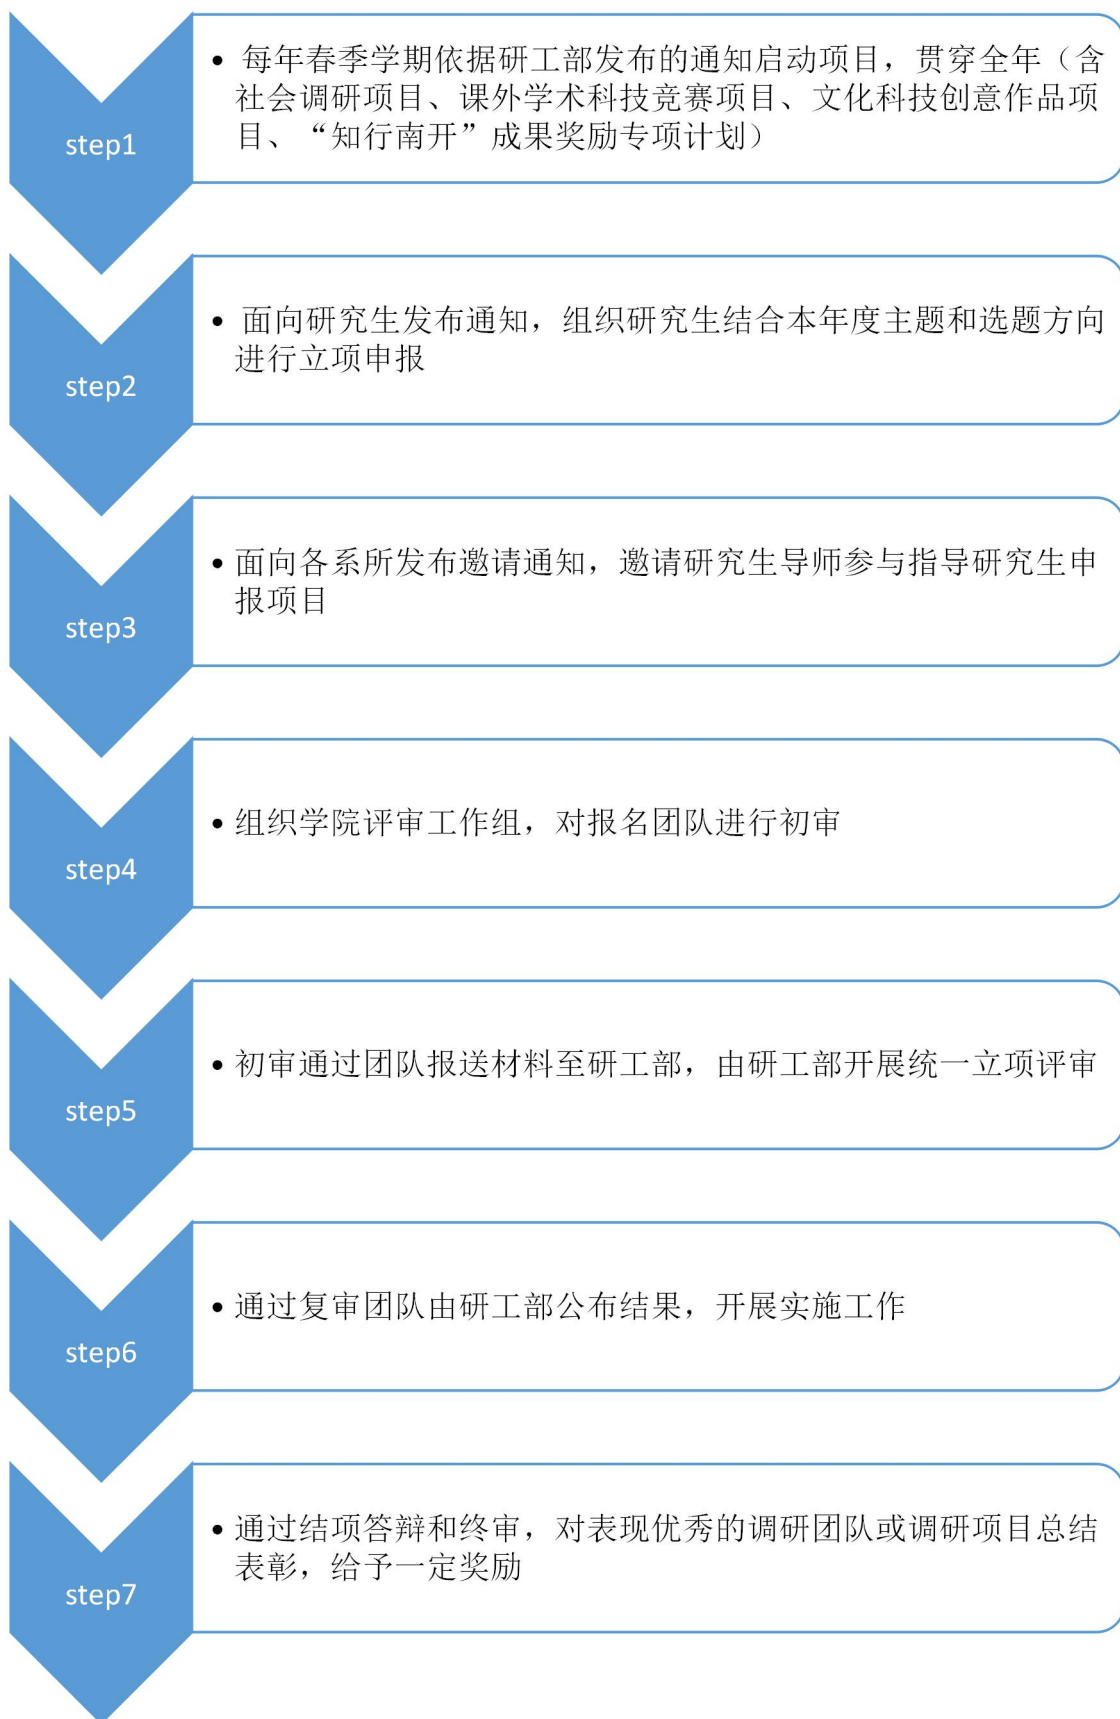 step1
• 每年春季学期依据研工部发布的通知启动项目，贯穿全年（含
社会调研项目、课外学术科技竞赛项目、文化科技创意作品项
目、“知行南开”成果奖励专项计划）
step2
• 面向研究生发布通知，组织研究生结合本年度主题和选题方向
进行立项申报
step3
• 面向各系所发布邀请通知，邀请研究生导师参与指导研究生申
报项目
step4
• 组织学院评审工作组，对报名团队进行初审
step5
• 初审通过团队报送材料至研工部，由研工部开展统一立项评审
step6
• 通过复审团队由研工部公布结果，开展实施工作
step7
• 通过结项答辩和终审，对表现优秀的调研团队或调研项目总结
表彰，给予一定奖励